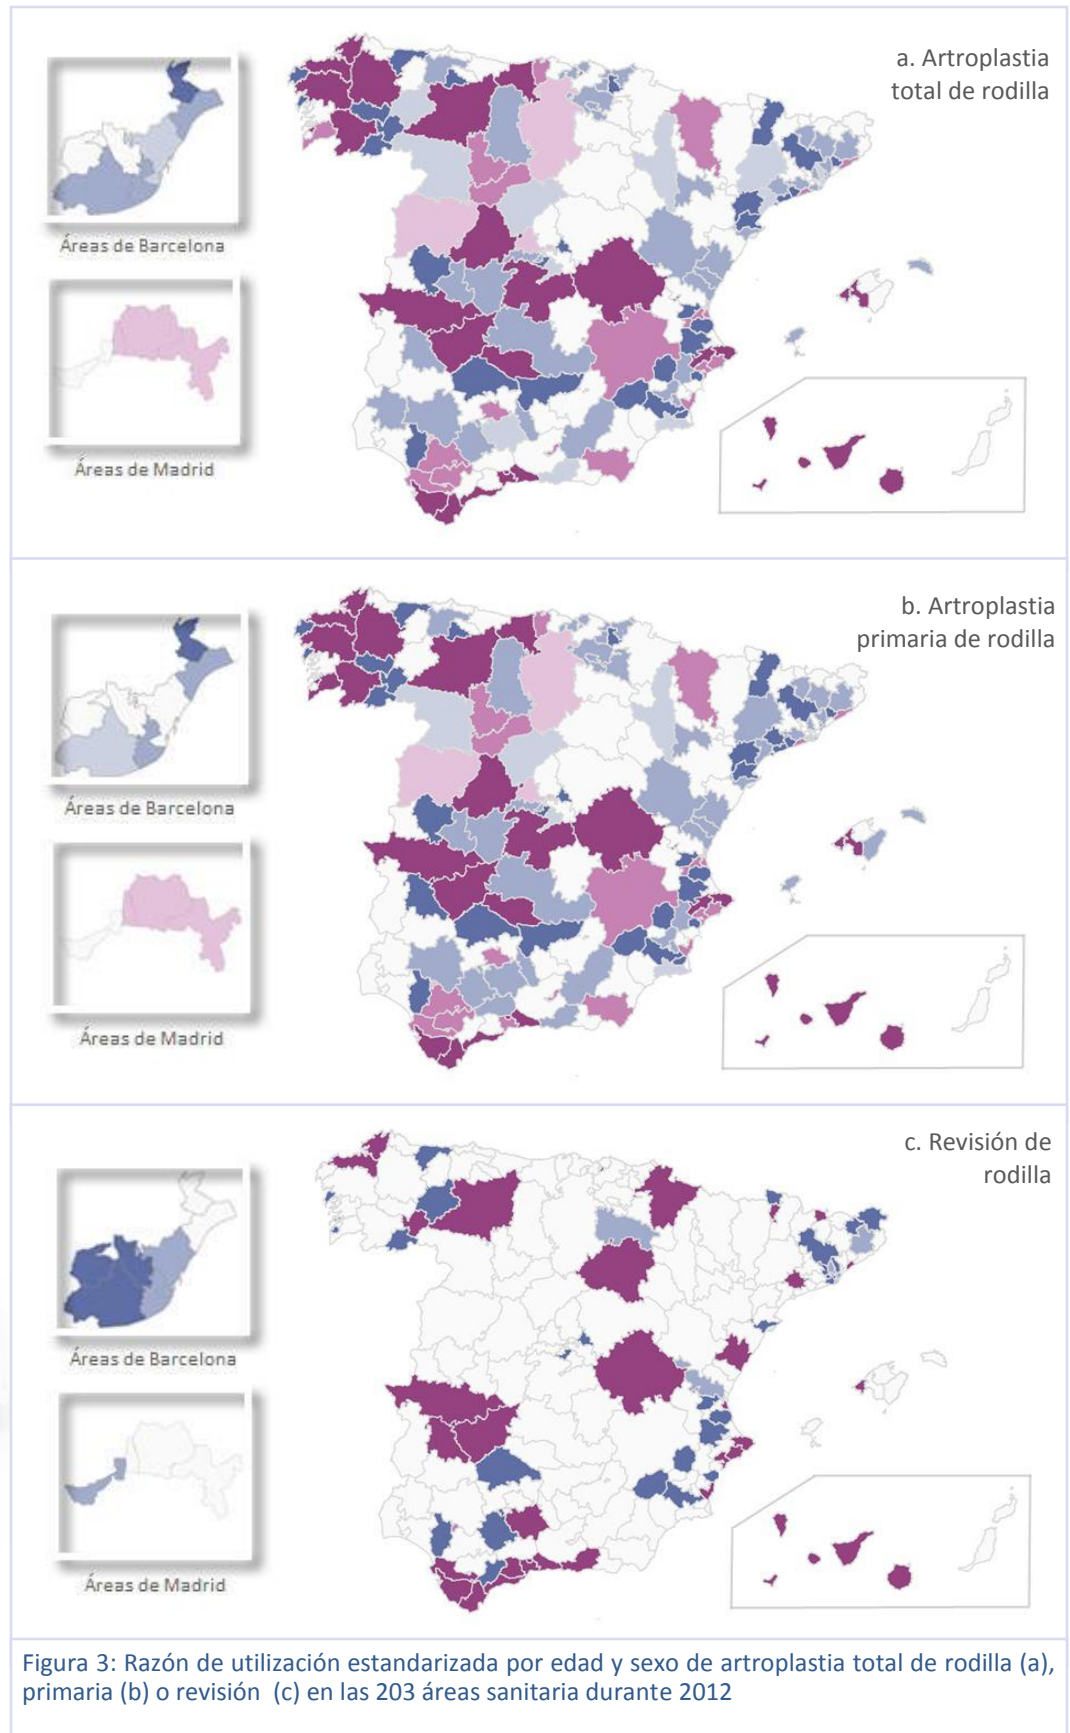 a. Artroplastia
total de rodilla
Áreas de Barcelona
Áreas de Madrid
b. Artroplastia
primaria de rodilla
Áreas de Barcelona
Áreas de Madrid
c. Revisión de
rodilla
Áreas de Barcelona
Áreas de Madrid
Figura 3: Razón de utilización estandarizada por edad y sexo de artroplastia total de rodilla (a),
primaria (b) o revisión (c) en las 203 áreas sanitaria durante 2012